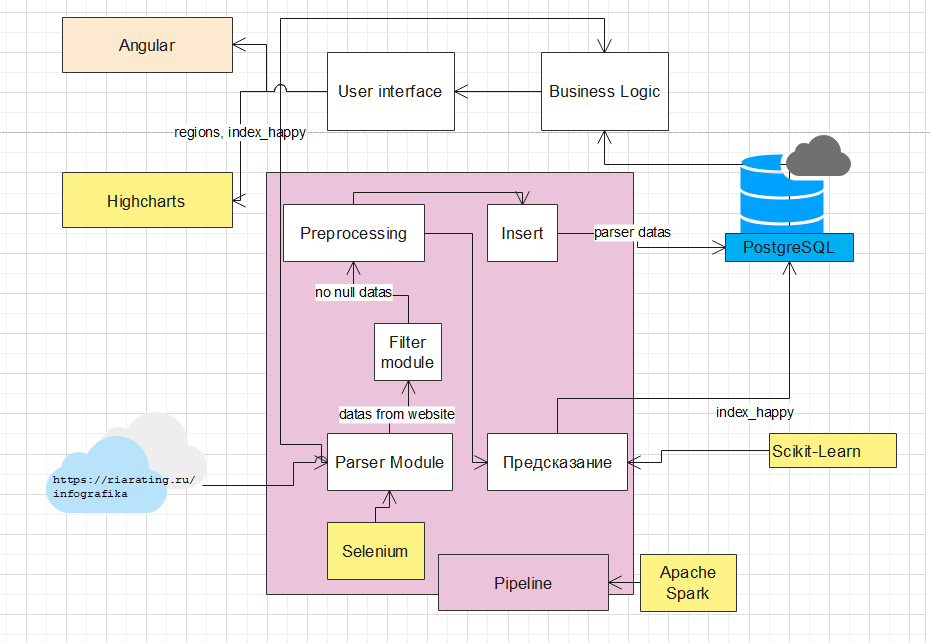 Angular
User interface
Business Logic
regions, index_happy
Highcharts
Preprocessing
Insert
parser datas
PostgreSQL
no null datas
Filter
module
datas from website
index_happy
Parser Module
Предсказание
Scikit-Learn
https://riarating.ru/
infografika
Selenium
Pipeline
Apache
Spark